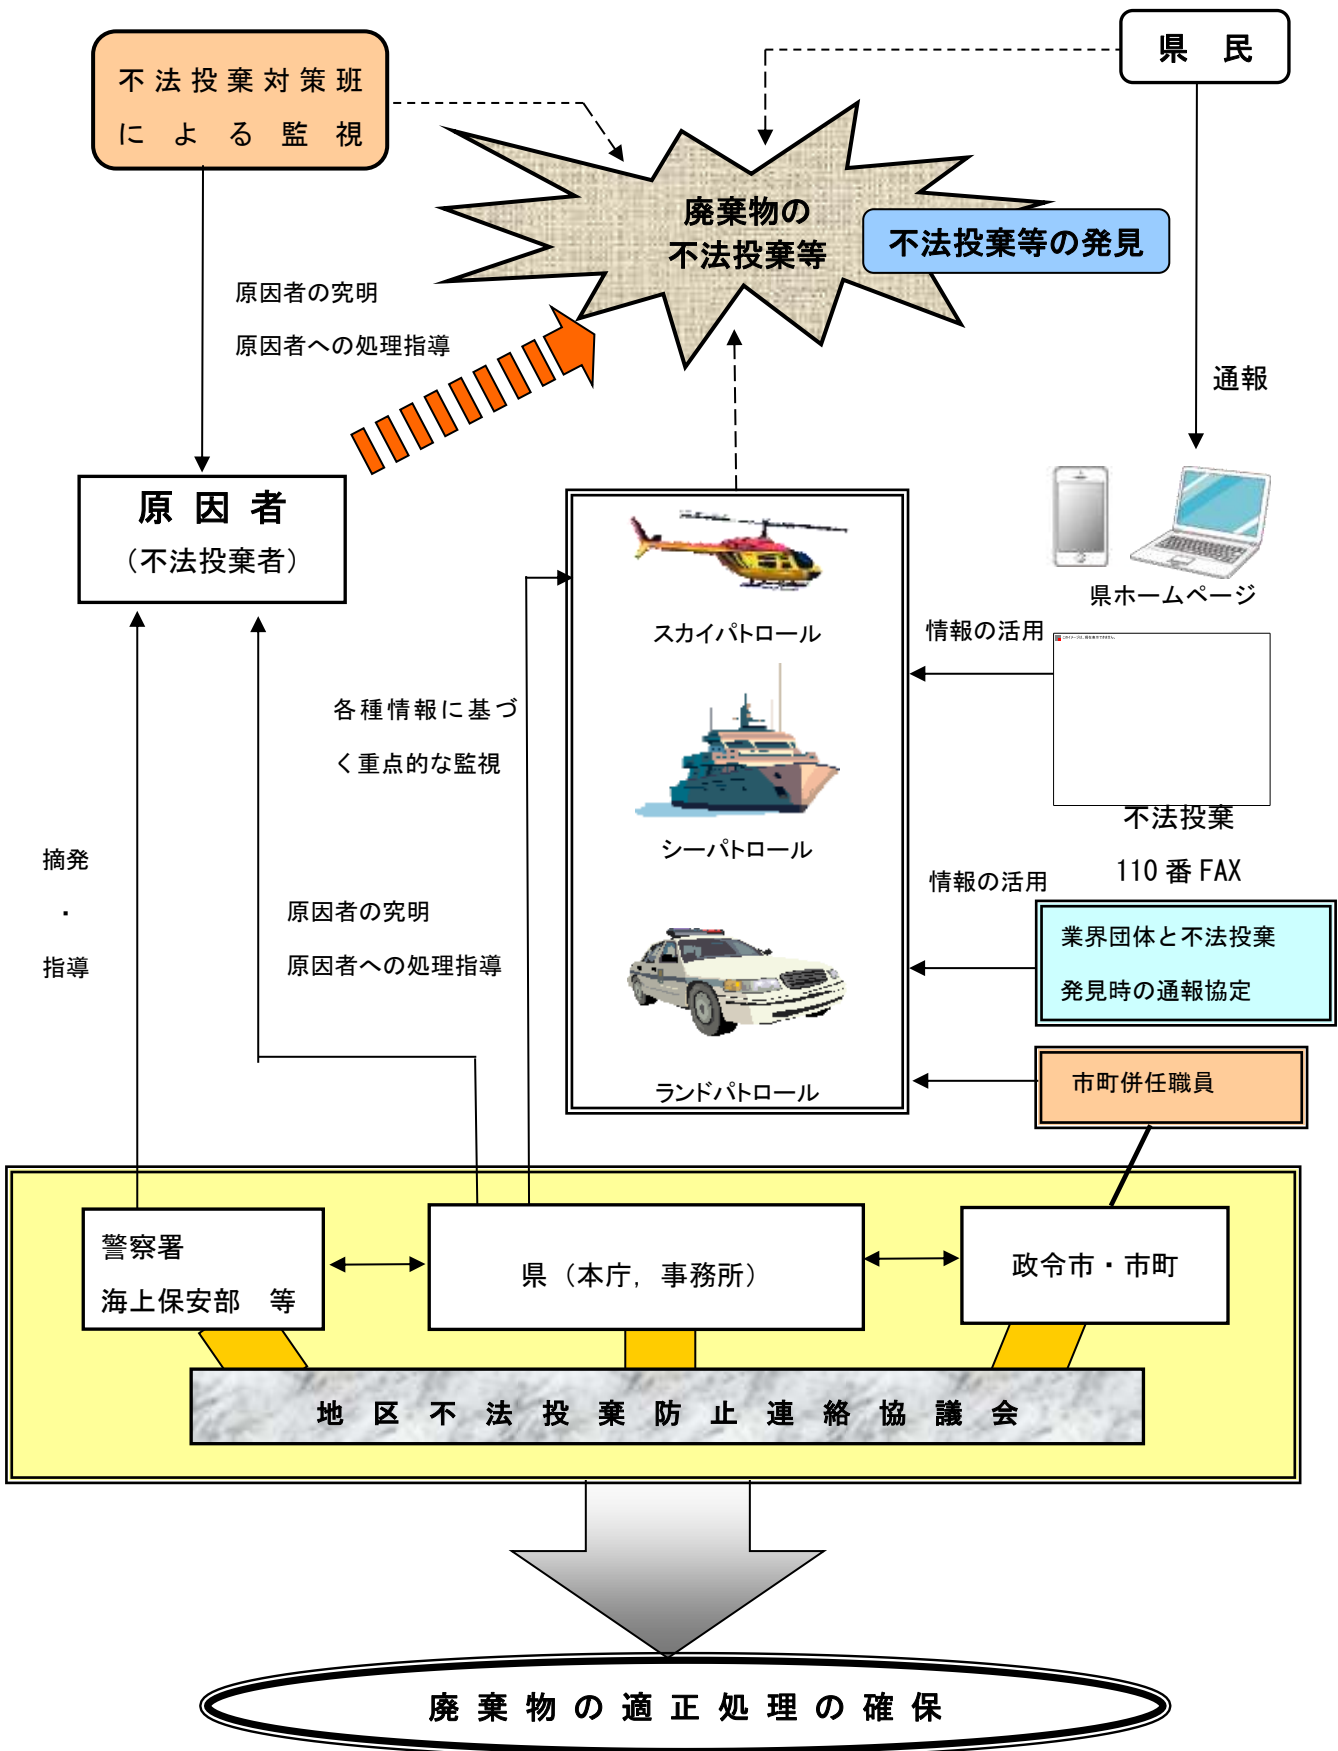 県 民
不法投棄対策班
による監視
廃棄物の
不法投棄等
不法投棄等の発見
原因者の究明
原因者への処理指導
通報
原 因 者
（不法投棄者）
県ホームページ
スカイパトロール
情報の活用
各種情報に基づ
く重点的な監視
シーパトロール
不法投棄
110番FAX
摘発
・
指導
原因者の究明
原因者への処理指導
情報の活用
業界団体と不法投棄
発見時の通報協定
ランドパトロール
市町併任職員
警察署
海上保安部 等
県（本庁，事務所）
政令市・市町
地区不法投棄防止連絡協議会
廃棄物の適正処理の確保